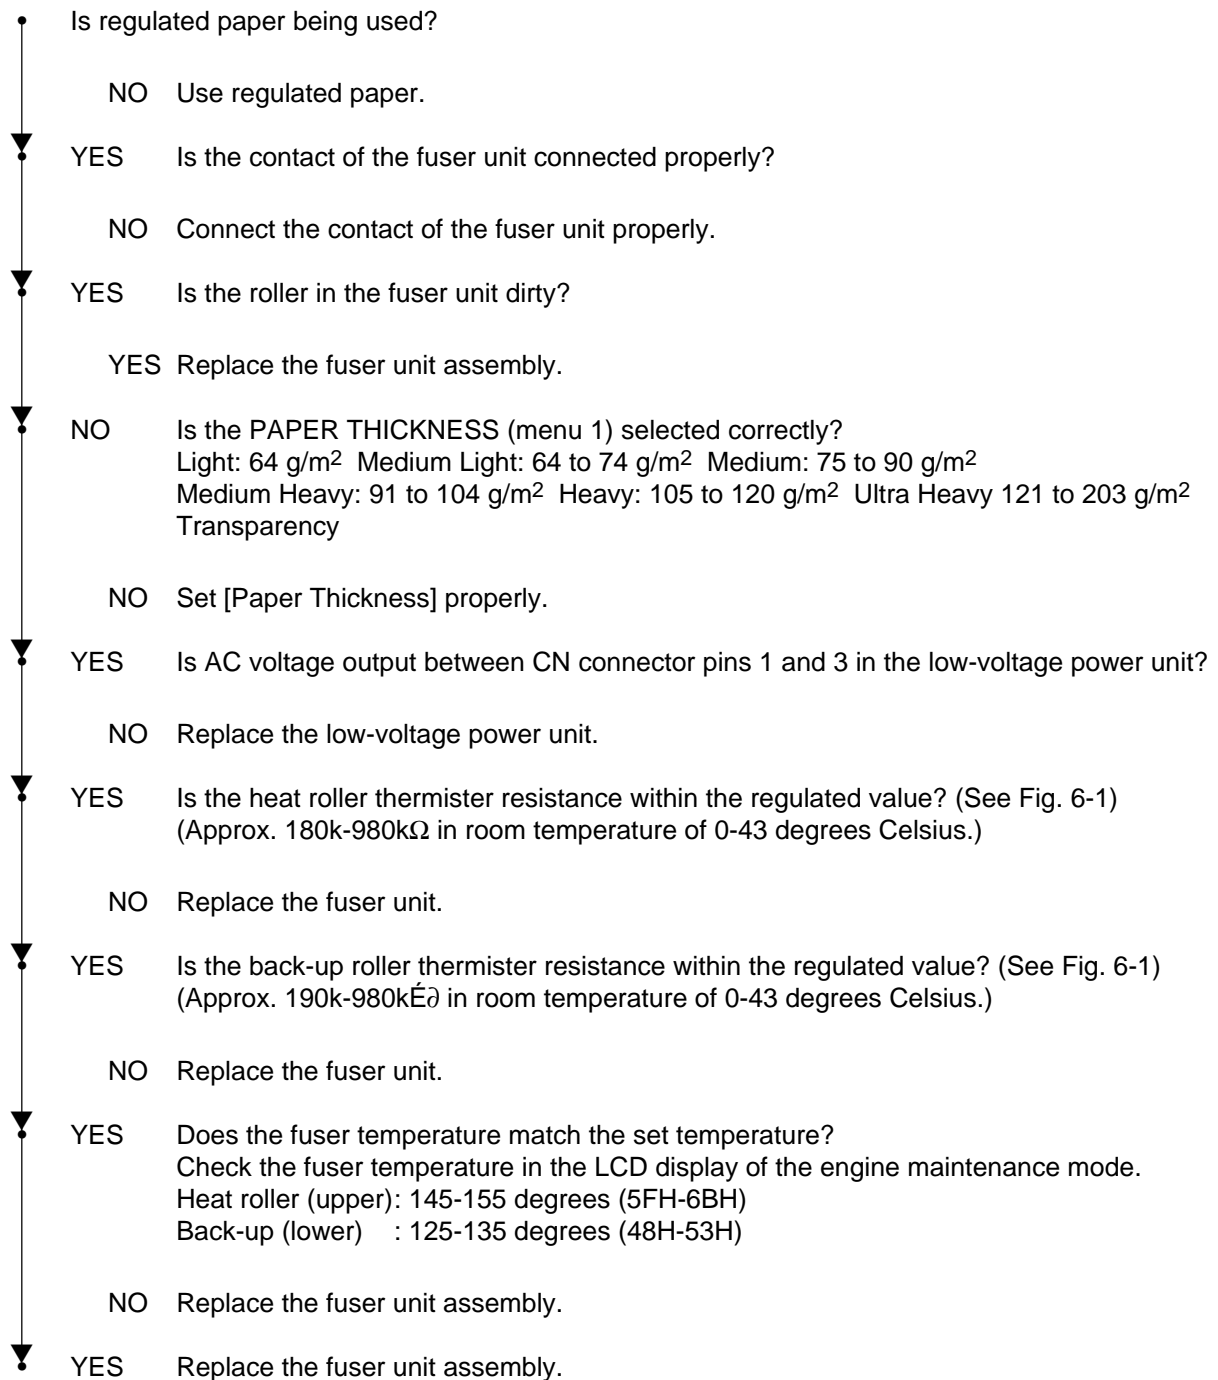 Is regulated paper being used?
NO Use regulated paper.
YES Is the contact of the fuser unit connected properly?
NO Connect the contact of the fuser unit properly.
YES Is the roller in the fuser unit dirty?
YES Replace the fuser unit assembly.
NO Is the PAPER THICKNESS (menu 1) selected correctly?
Light: 64 g/m2 Medium Light: 64 to 74 g/m2 Medium: 75 to 90 g/m2
Medium Heavy: 91 to 104 g/m2 Heavy: 105 to 120 g/m2 Ultra Heavy 121 to 203 g/m2
Transparency
NO Set [Paper Thickness] properly.
YES Is AC voltage output between CN connector pins 1 and 3 in the low-voltage power unit?
NO Replace the low-voltage power unit.
YES Is the heat roller thermister resistance within the regulated value? (See Fig. 6-1)
(Approx. 180k-980kΩ in room temperature of 0-43 degrees Celsius.)
NO Replace the fuser unit.
YES Is the back-up roller thermister resistance within the regulated value? (See Fig. 6-1)
(Approx. 190k-980kÉ∂ in room temperature of 0-43 degrees Celsius.)
NO Replace the fuser unit.
YES Does the fuser temperature match the set temperature?
Check the fuser temperature in the LCD display of the engine maintenance mode.
Heat roller (upper): 145-155 degrees (5FH-6BH)
Back-up (lower) : 125-135 degrees (48H-53H)
NO Replace the fuser unit assembly.
YES Replace the fuser unit assembly.